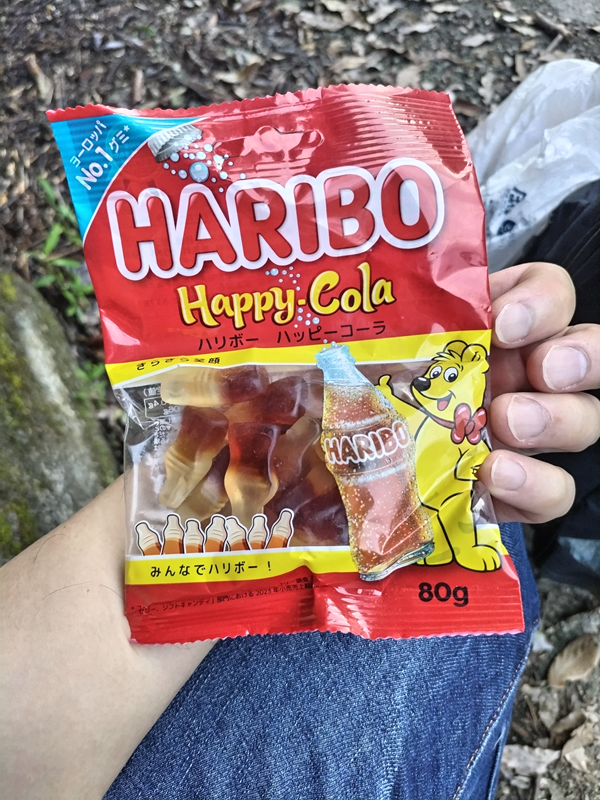 ヨーロッパ
No.1グミ*
HARIBO
Happy-Cola
ハリボー ハッピーコーラ
HARIBO
みんなでハリボー！
80g